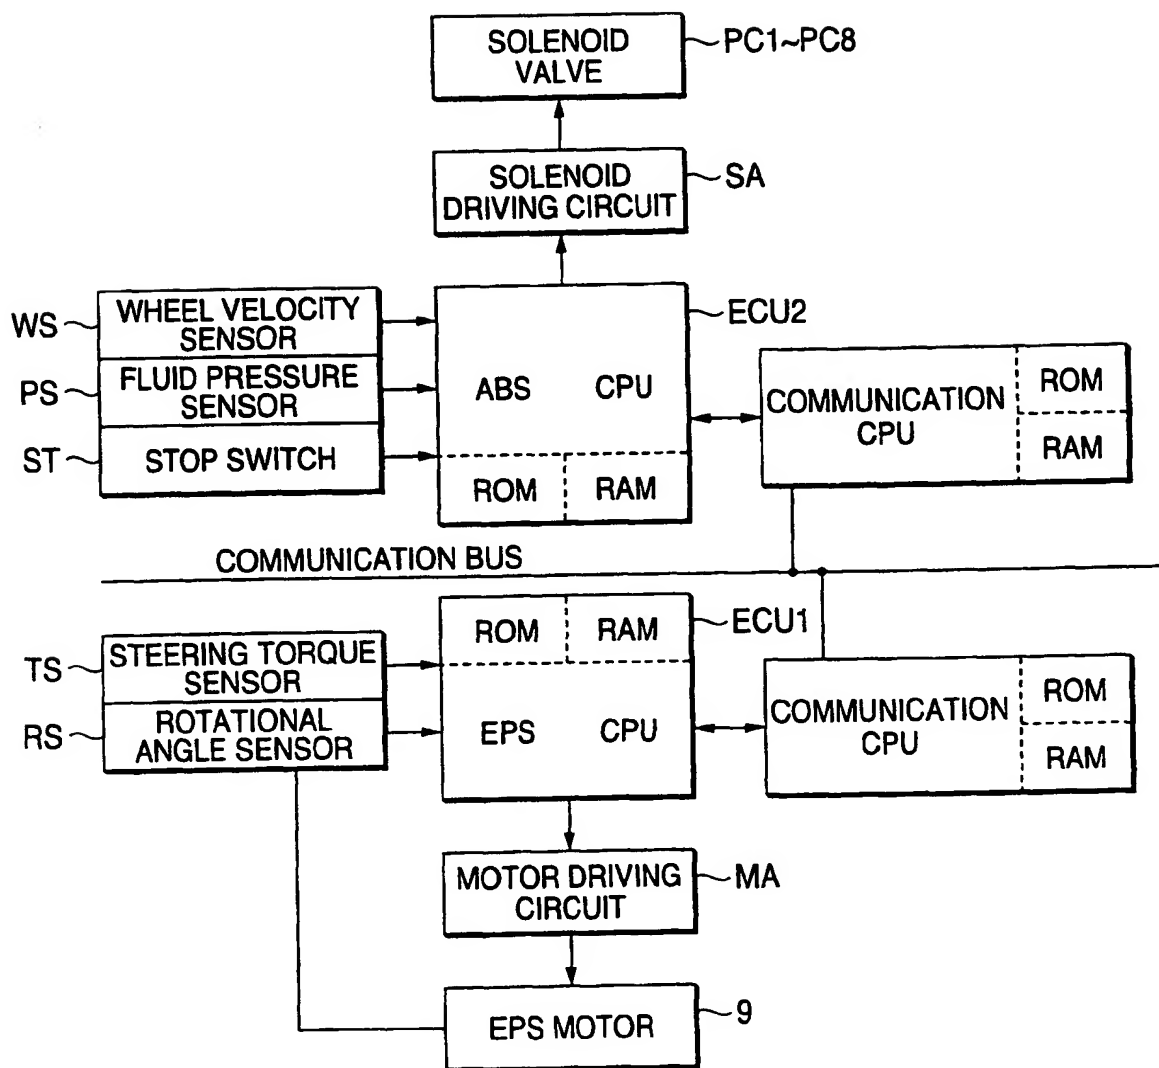 SOLENOID
VALVE
PC1~PC8
SOLENOID
DRIVING CIRCUIT
SA
WS
WHEEL VELOCITY
SENSOR
ECU2
PS
FLUID PRESSURE
SENSOR
ABS CPU
COMMUNICATION
CPU
ROM
RAM
ST
STOP SWITCH
ROM RAM
COMMUNICATION BUS
ROM RAM
ECU1
TS
STEERING TORQUE
SENSOR
RS
ROTATIONAL
ANGLE SENSOR
EPS CPU
COMMUNICATION
CPU
ROM
RAM
MOTOR DRIVING
CIRCUIT
MA
EPS MOTOR
9